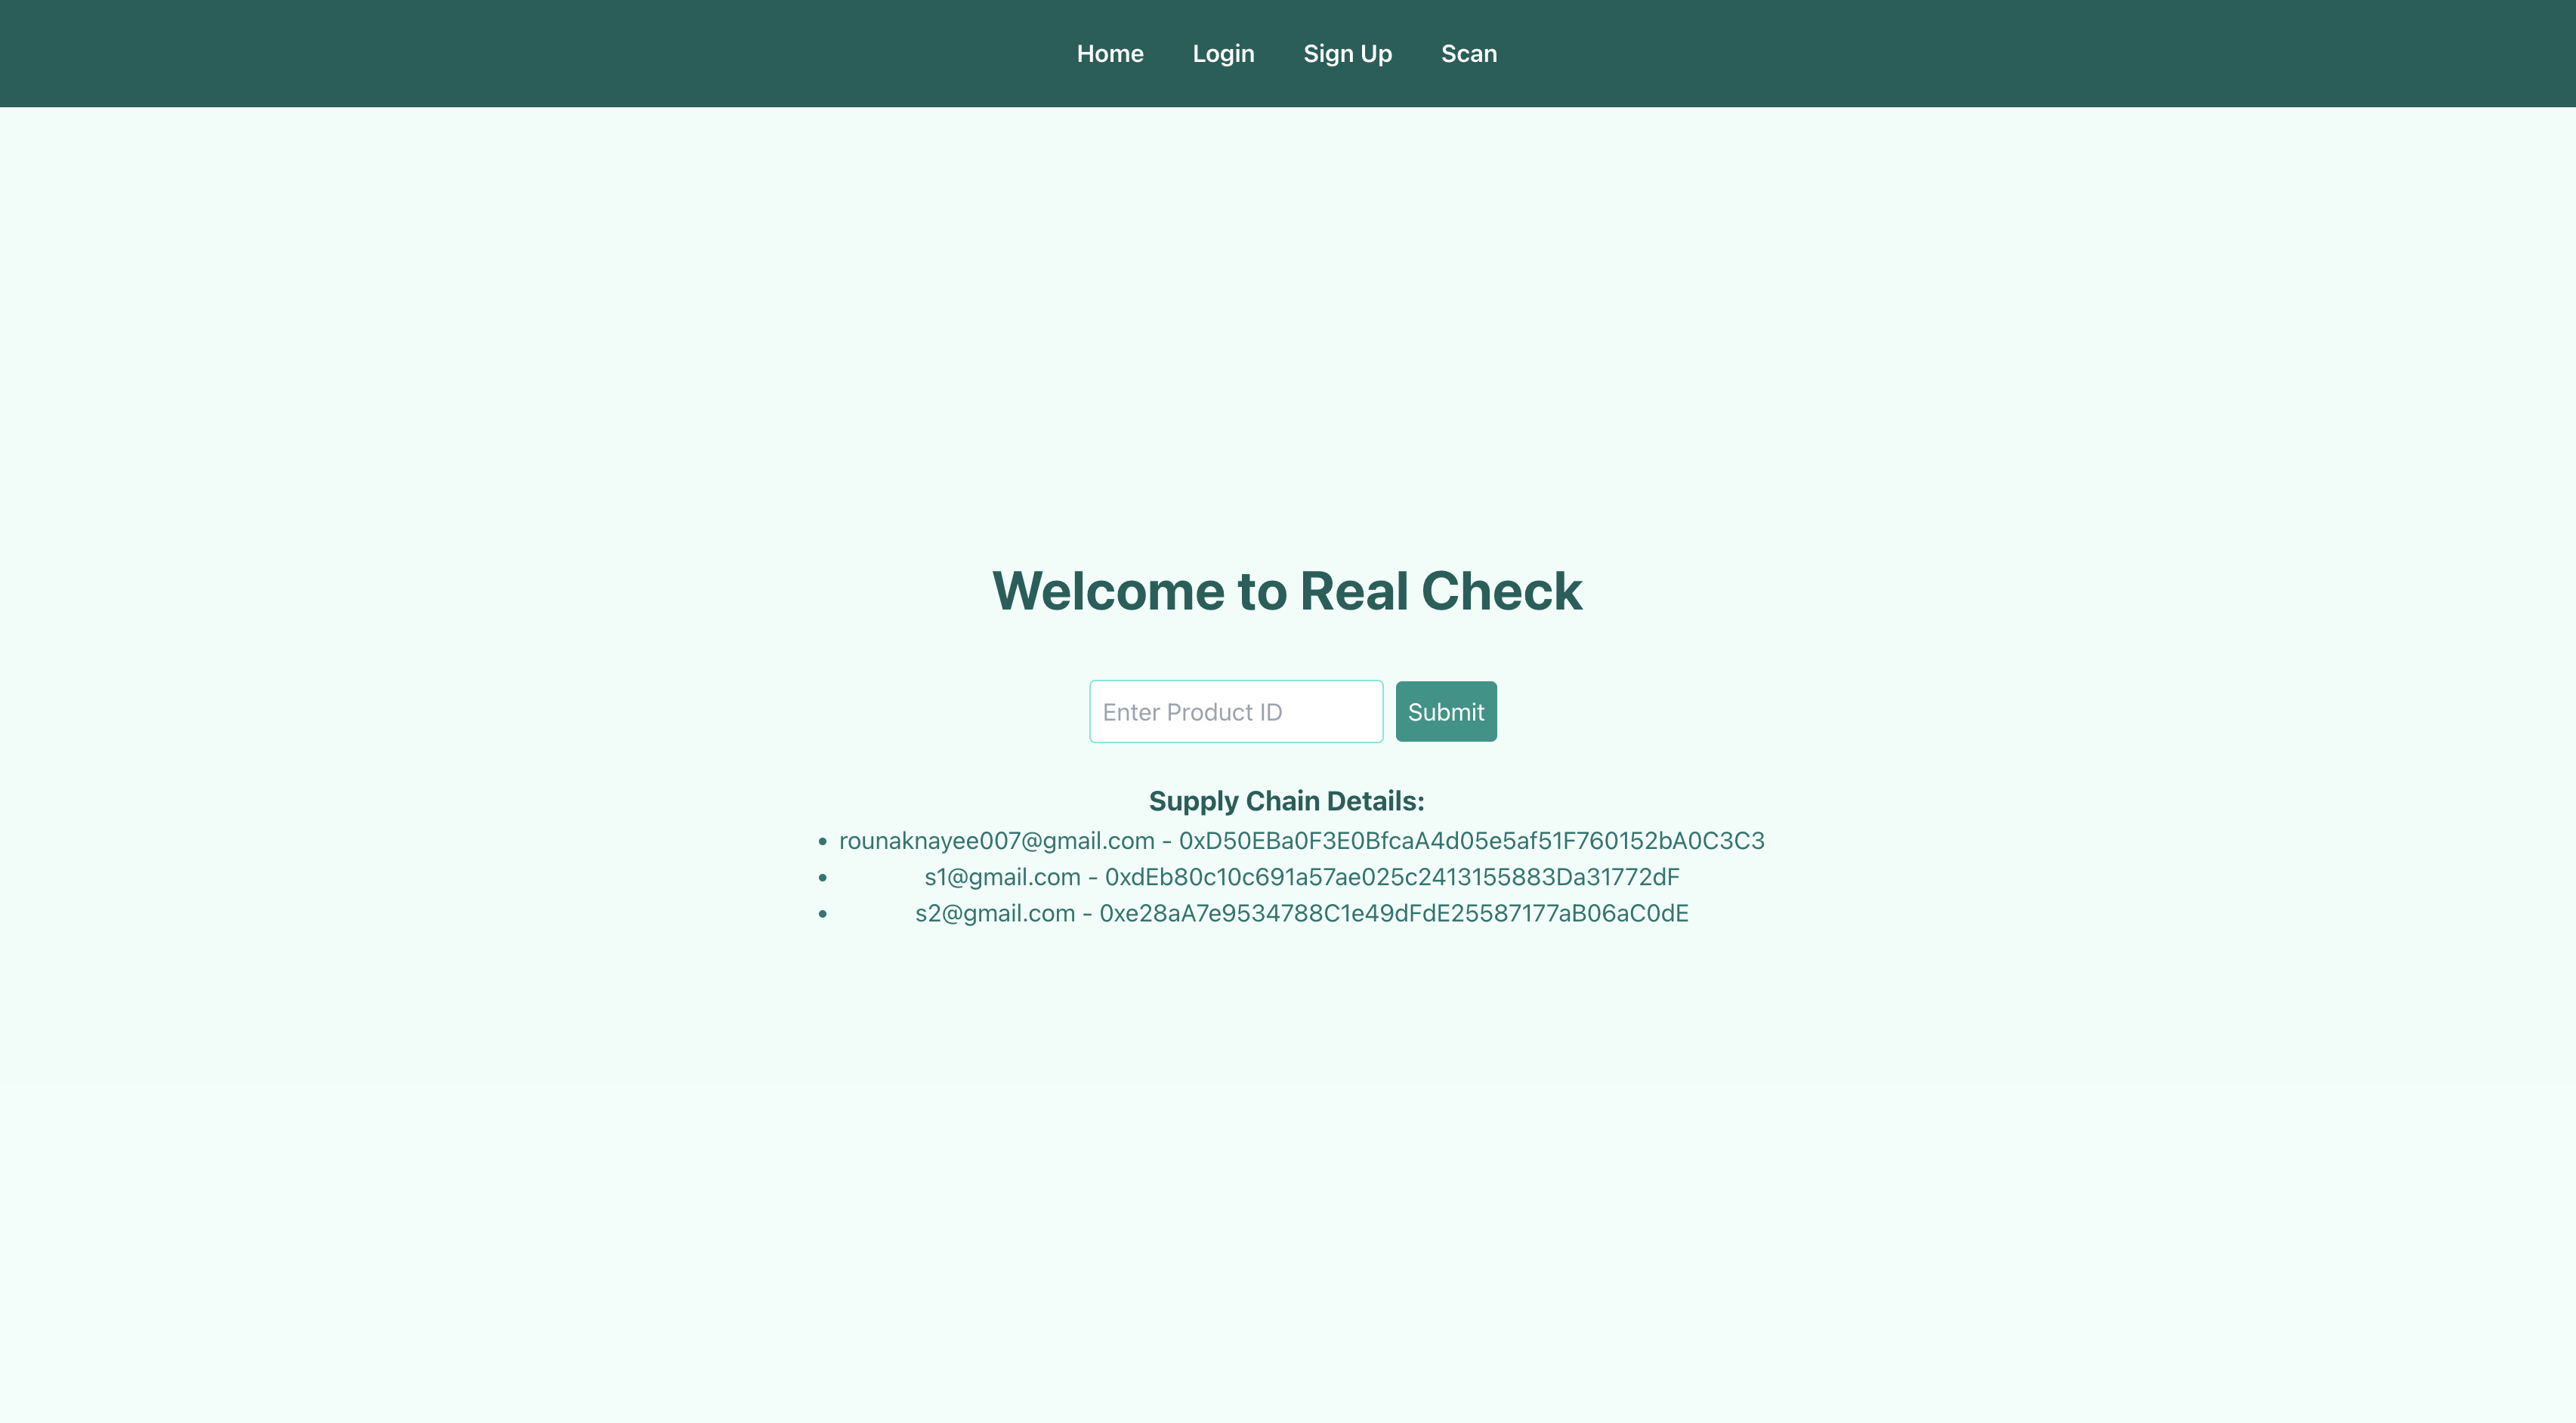 Home Login Sign Up Scan
Welcome to Real Check
Enter Product ID Submit
Supply Chain Details:
• rounaknayee007@gmail.com - 0xD50EBa0F3E0BfcaA4d05e5af51F760152bA0C3C3
• s1@gmail.com - 0xdEb80c10c691a57ae025c2413155883Da31772dF
• s2@gmail.com - 0xe28aA7e9534788C1e49dFdE25587177aB06aC0dE